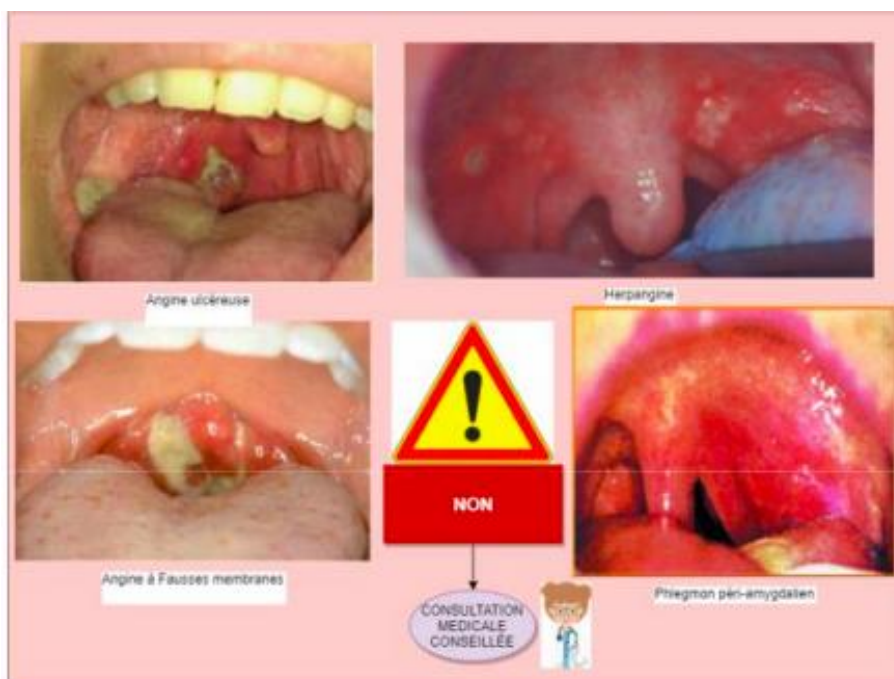 Angine ulcéreuse
Herpangine
NON
Angine à Fausses membranes
Phlegmon péri-amygdalien
CONSULTATION
MEDICALE
CONSEILLÉE